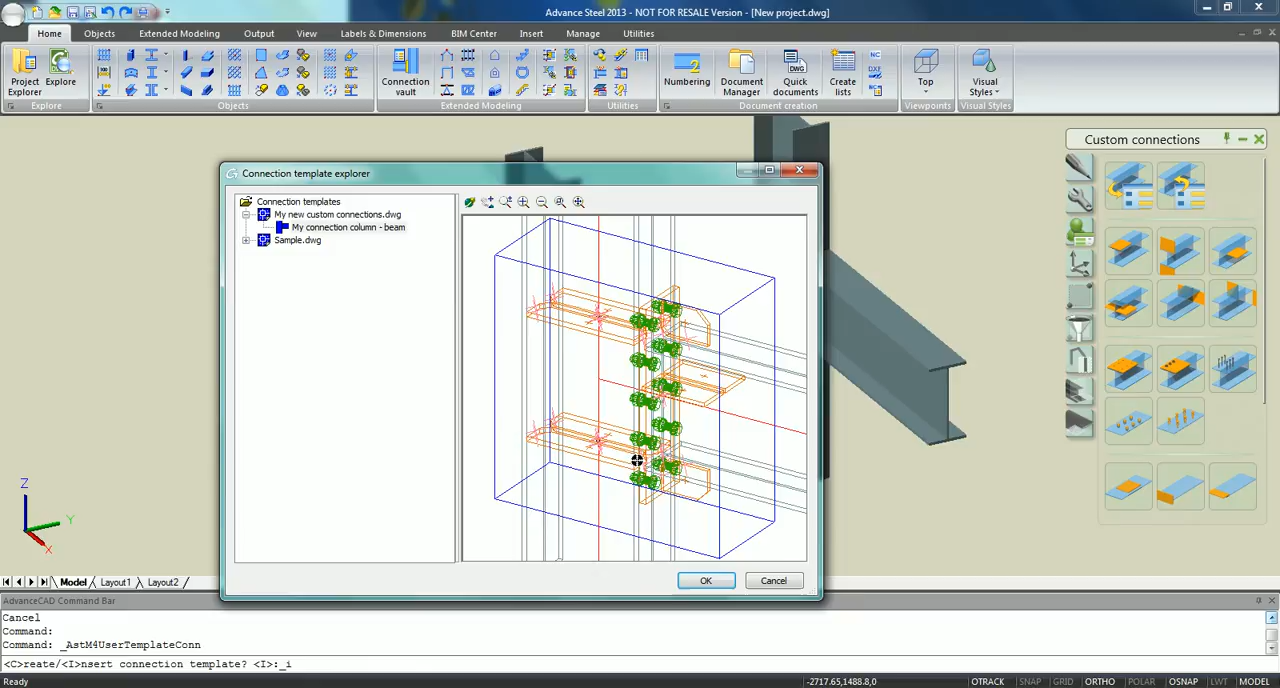 Advance Steel 2013 - NOT FOR RESALE Version - [New project.dwg]
Home Objects Extended Modeling Output View Labels & Dimensions BIM Center Insert Manage Utilities
Project Explorer
Explore
Connection vault
Numbering
Document Manager
Quick documents
Create lists
Top
Visual Styles
DWG
NC
DXF
Explore Objects Extended Modeling Utilities Document creation Viewpoints Visual Styles
Custom connections
Connection template explorer
Connection templates
My new custom connections.dwg
My connection column - beam
Sample.dwg
OK Cancel
Z
Y
X
Model Layout1 Layout2
AdvanceCAD Command Bar
Cancel
Command:
Command: _AstM4UserTemplateConn
<C>reate/<I>nsert connection template? <I>:_i
Ready
-2717.65,1488.8,0 OTRACK SNAP GRID ORTHO POLAR OSNAP LWT MODEL